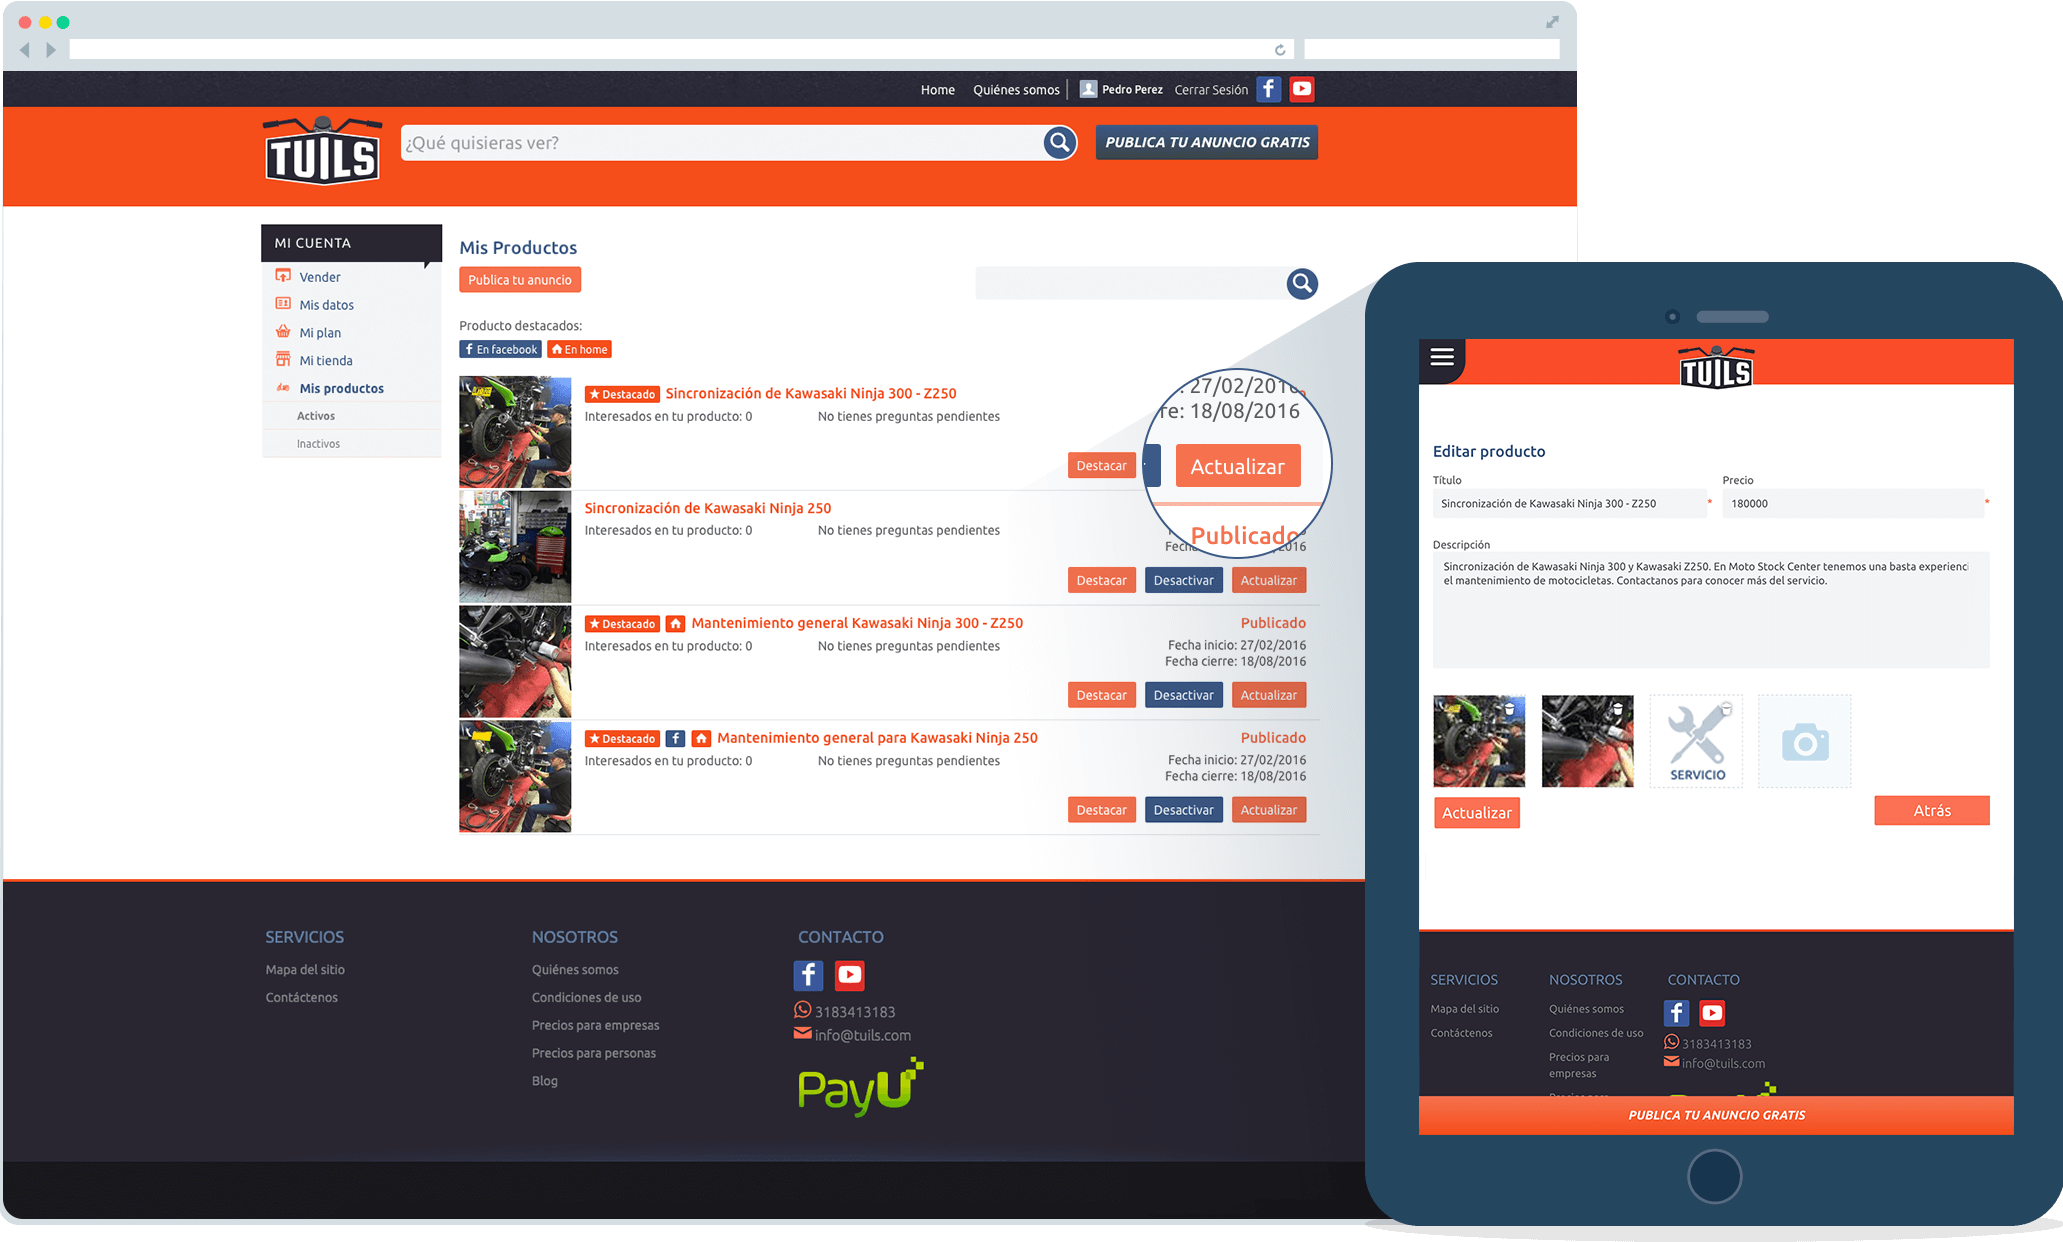 Home Quiénes somos Pedro Perez Cerrar Sesión
TUILS
¿Qué quisieras ver?
PUBLICA TU ANUNCIO GRATIS
MI CUENTA
Vender
Mis datos
Mi plan
Mi tienda
Mis productos
Activos
Inactivos
Mis Productos
Publica tu anuncio
Producto destacados:
En facebook En home
Destacado Sincronización de Kawasaki Ninja 300 - Z250
Interesados en tu producto: 0 No tienes preguntas pendientes
Destacar
: 27/02/2016
re: 18/08/2016
Actualizar
Publicado
Sincronización de Kawasaki Ninja 250
Interesados en tu producto: 0 No tienes preguntas pendientes
Destacar Desactivar Actualizar
Destacado Mantenimiento general Kawasaki Ninja 300 - Z250 Publicado
Interesados en tu producto: 0 No tienes preguntas pendientes Fecha inicio: 27/02/2016
Fecha cierre: 18/08/2016
Destacar Desactivar Actualizar
Destacado Mantenimiento general para Kawasaki Ninja 250 Publicado
Interesados en tu producto: 0 No tienes preguntas pendientes Fecha inicio: 27/02/2016
Fecha cierre: 18/08/2016
Destacar Desactivar Actualizar
SERVICIOS
Mapa del sitio
Contáctenos
NOSOTROS
Quiénes somos
Condiciones de uso
Precios para empresas
Precios para personas
Blog
CONTACTO
3183413183
info@tuils.com
PayU
TUILS
Editar producto
Título Precio
Sincronización de Kawasaki Ninja 300 - Z250 * 180000 *
Descripción
Sincronización de Kawasaki Ninja 300 y Kawasaki Z250. En Moto Stock Center tenemos una basta experienci
el mantenimiento de motocicletas. Contactanos para conocer más del servicio.
SERVICIO
Actualizar Atrás
SERVICIOS
Mapa del sitio
Contáctenos
NOSOTROS
Quiénes somos
Condiciones de uso
Precios para
empresas
CONTACTO
3183413183
info@tuils.com
PUBLICA TU ANUNCIO GRATIS